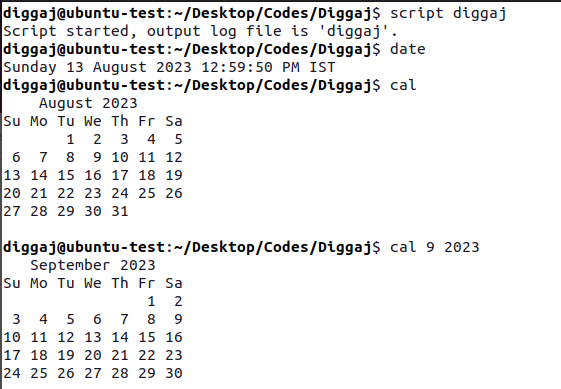 diggaj@ubuntu-test:~/Desktop/Codes/Diggaj$ script diggaj
Script started, output log file is 'diggaj'.
diggaj@ubuntu-test:~/Desktop/Codes/Diggaj$ date
Sunday 13 August 2023 12:59:50 PM IST
diggaj@ubuntu-test:~/Desktop/Codes/Diggaj$ cal
    August 2023
Su Mo Tu We Th Fr Sa
       1  2  3  4  5
 6  7  8  9 10 11 12
13 14 15 16 17 18 19
20 21 22 23 24 25 26
27 28 29 30 31

diggaj@ubuntu-test:~/Desktop/Codes/Diggaj$ cal 9 2023
   September 2023
Su Mo Tu We Th Fr Sa
                1  2
 3  4  5  6  7  8  9
10 11 12 13 14 15 16
17 18 19 20 21 22 23
24 25 26 27 28 29 30